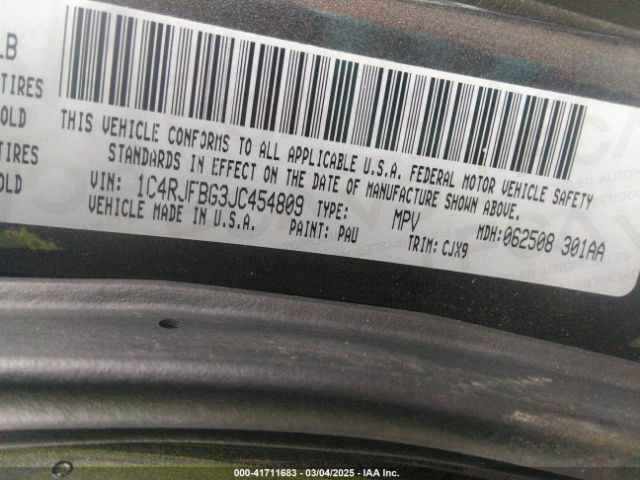 LB
TIRES
OLD
TIRES
OLD
THIS VEHICLE CONFORMS TO ALL APPLICABLE U.S.A. FEDERAL MOTOR VEHICLE SAFETY
STANDARDS IN EFFECT ON THE DATE OF MANUFACTURE SHOWN ABOVE.
VIN: 1C4RJFBG3JC454809 TYPE: MPV MDH:062508 301AA
VEHICLE MADE IN U.S.A. PAINT: PAU TRIM: CJX9
000-41711683 - 03/04/2025 - IAA Inc.